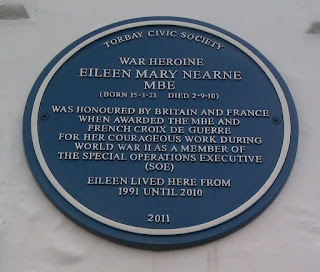 TORBAY CIVIC SOCIETY
WAR HEROINE
EILEEN MARY NEARNE
MBE
(BORN 15-3-21 DIED 2-9-10)
WAS HONOURED BY BRITAIN AND FRANCE
WHEN AWARDED THE MBE AND
FRENCH CROIX DE GUERRE
FOR HER COURAGEOUS WORK DURING
WORLD WAR II AS A MEMBER OF
THE SPECIAL OPERATIONS EXECUTIVE
(SOE)
EILEEN LIVED HERE FROM
1991 UNTIL 2010
2011